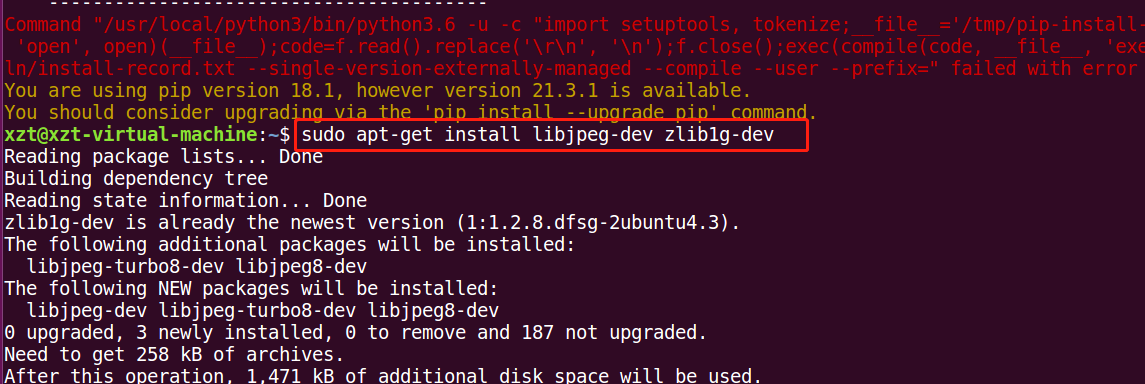 ----------------------------------------
Command "/usr/local/python3/bin/python3.6 -u -c "import setuptools, tokenize;__file__='/tmp/pip-install-
'open', open)(__file__);code=f.read().replace('\r\n', '\n');f.close();exec(compile(code, __file__, 'exe
ln/install-record.txt --single-version-externally-managed --compile --user --prefix=" failed with error
You are using pip version 18.1, however version 21.3.1 is available.
You should consider upgrading via the 'pip install --upgrade pip' command.
xzt@xzt-virtual-machine:~$ sudo apt-get install libjpeg-dev zlib1g-dev
Reading package lists... Done
Building dependency tree
Reading state information... Done
zlib1g-dev is already the newest version (1:1.2.8.dfsg-2ubuntu4.3).
The following additional packages will be installed:
  libjpeg-turbo8-dev libjpeg8-dev
The following NEW packages will be installed:
  libjpeg-dev libjpeg-turbo8-dev libjpeg8-dev
0 upgraded, 3 newly installed, 0 to remove and 187 not upgraded.
Need to get 258 kB of archives.
After this operation, 1,471 kB of additional disk space will be used.